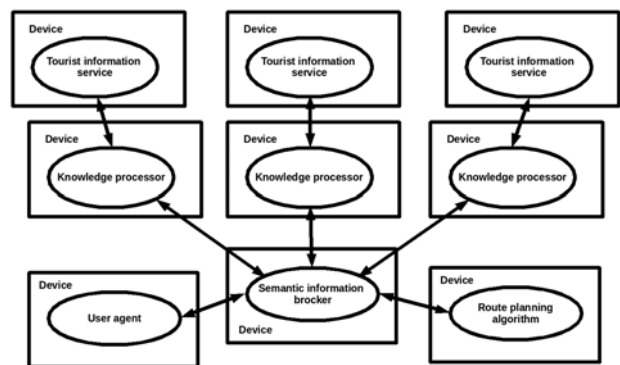 Device
Tourist information
service
Device
Tourist information
service
Device
Tourist information
service
Device
Knowledge processor
Device
Knowledge processor
Device
Knowledge processor
Device
User agent
Semantic information
brocker
Device
Device
Route planning
algorithm